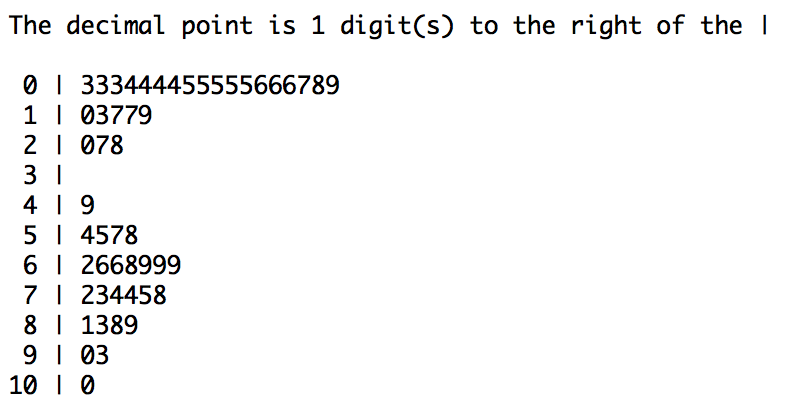 The decimal point is 1 digit(s) to the right of the |
0 | 333444455555666789
1 | 03779
2 | 078
3 |
4 | 9
5 | 4578
6 | 2668999
7 | 234458
8 | 1389
9 | 03
10 | 0